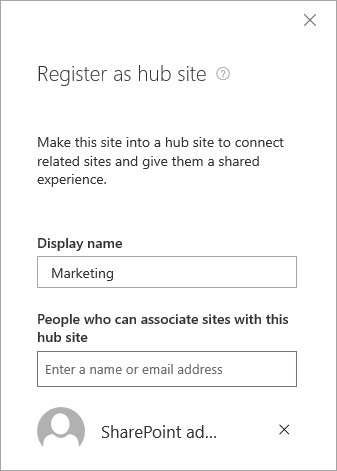 Register as hub site
Make this site into a hub site to connect
related sites and give them a shared
experience.
Display name
Marketing
People who can associate sites with this
hub site
Enter a name or email address
SharePoint ad...